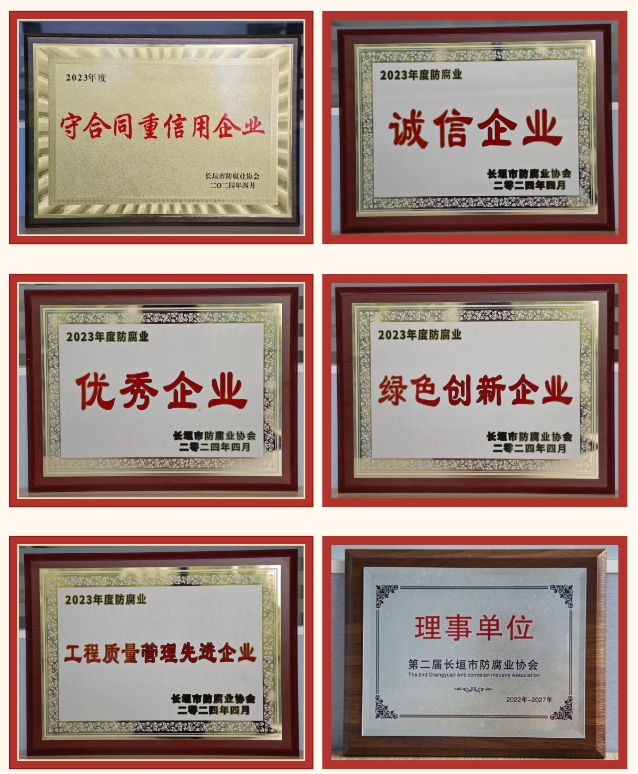 2023年度
守合同重信用企业
长垣市防腐业协会
二〇二四年四月
2023年度防腐业
诚信企业
长垣市防腐业协会
二零二四年四月
2023年度防腐业
优秀企业
长垣市防腐业协会
二零二四年四月
2023年度防腐业
绿色创新企业
长垣市防腐业协会
二零二四年四月
2023年度防腐业
工程质量管理先进企业
长垣市防腐业协会
二零二四年四月
理事单位
第二届长垣市防腐业协会
The 2nd Changyuan Anti corrosion Industry Association
2022年-2027年